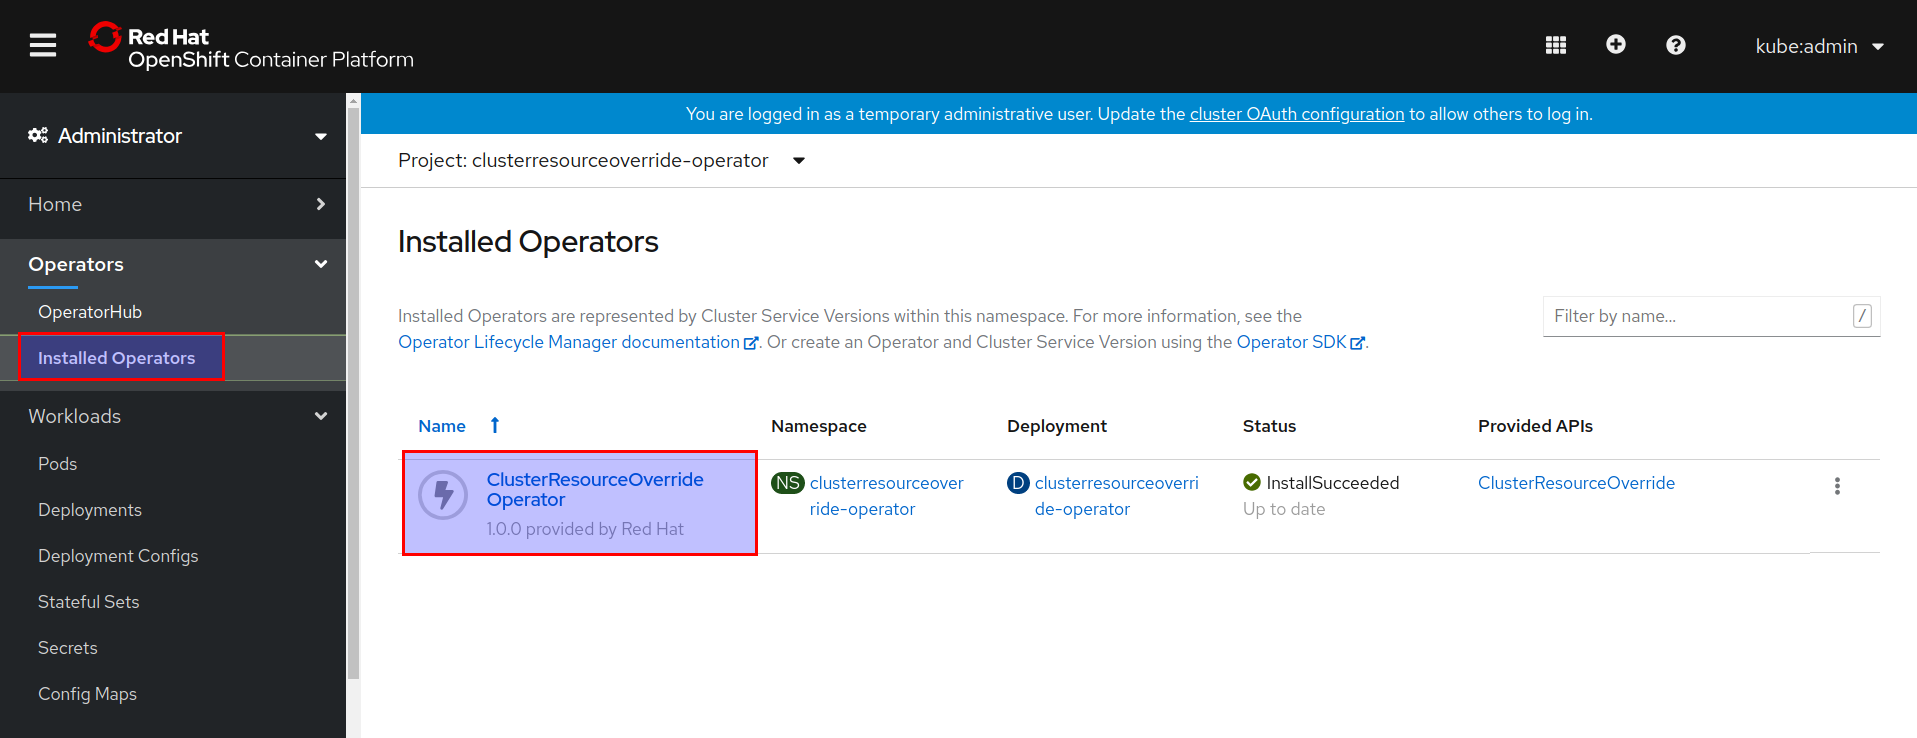 Red Hat
OpenShift Container Platform
kube:admin
Administrator
Home
Operators
OperatorHub
Installed Operators
Workloads
Pods
Deployments
Deployment Configs
Stateful Sets
Secrets
Config Maps
You are logged in as a temporary administrative user. Update the cluster OAuth configuration to allow others to log in.
Project: clusterresourceoverride-operator
Installed Operators
Installed Operators are represented by Cluster Service Versions within this namespace. For more information, see the
Operator Lifecycle Manager documentation. Or create an Operator and Cluster Service Version using the Operator SDK.
Filter by name...
/
Name
Namespace
Deployment
Status
Provided APIs
ClusterResourceOverride
Operator
1.0.0 provided by Red Hat
NS clusterresourceover
ride-operator
D clusterresourceoverri
de-operator
InstallSucceeded
Up to date
ClusterResourceOverride